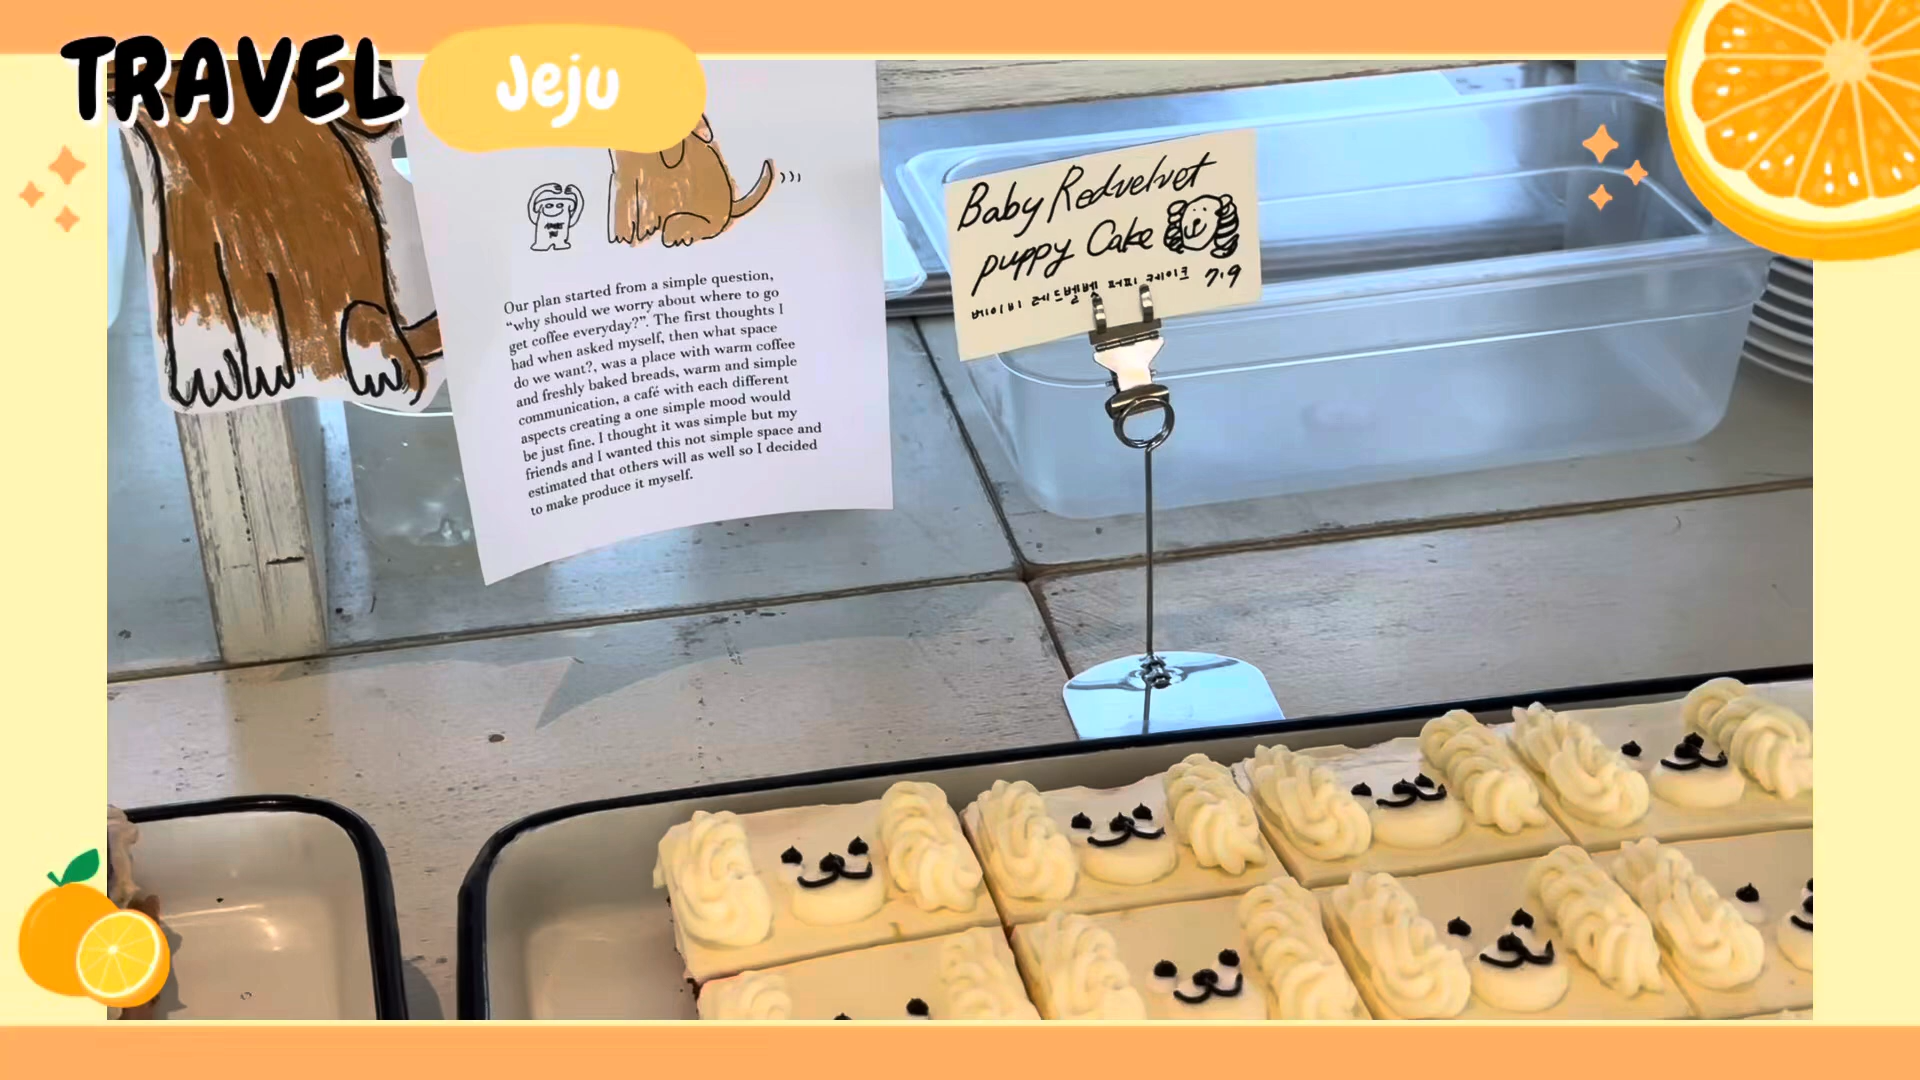 TRAVEL
Jeju
Our plan started from a simple question,
“why should we worry about where to go
get coffee everyday?”. The first thoughts I
had when asked myself, then what space
do we want?, was a place with warm coffee
and freshly baked breads, warm and simple
communication, a café with each different
aspects creating a one simple mood would
be just fine. I thought it was simple but my
friends and I wanted this not simple space and
estimated that others will as well so I decided
to make produce it myself.
Baby Redvelvet
puppy Cake
베이비 레드벨벳 퍼피 케이크 7.9